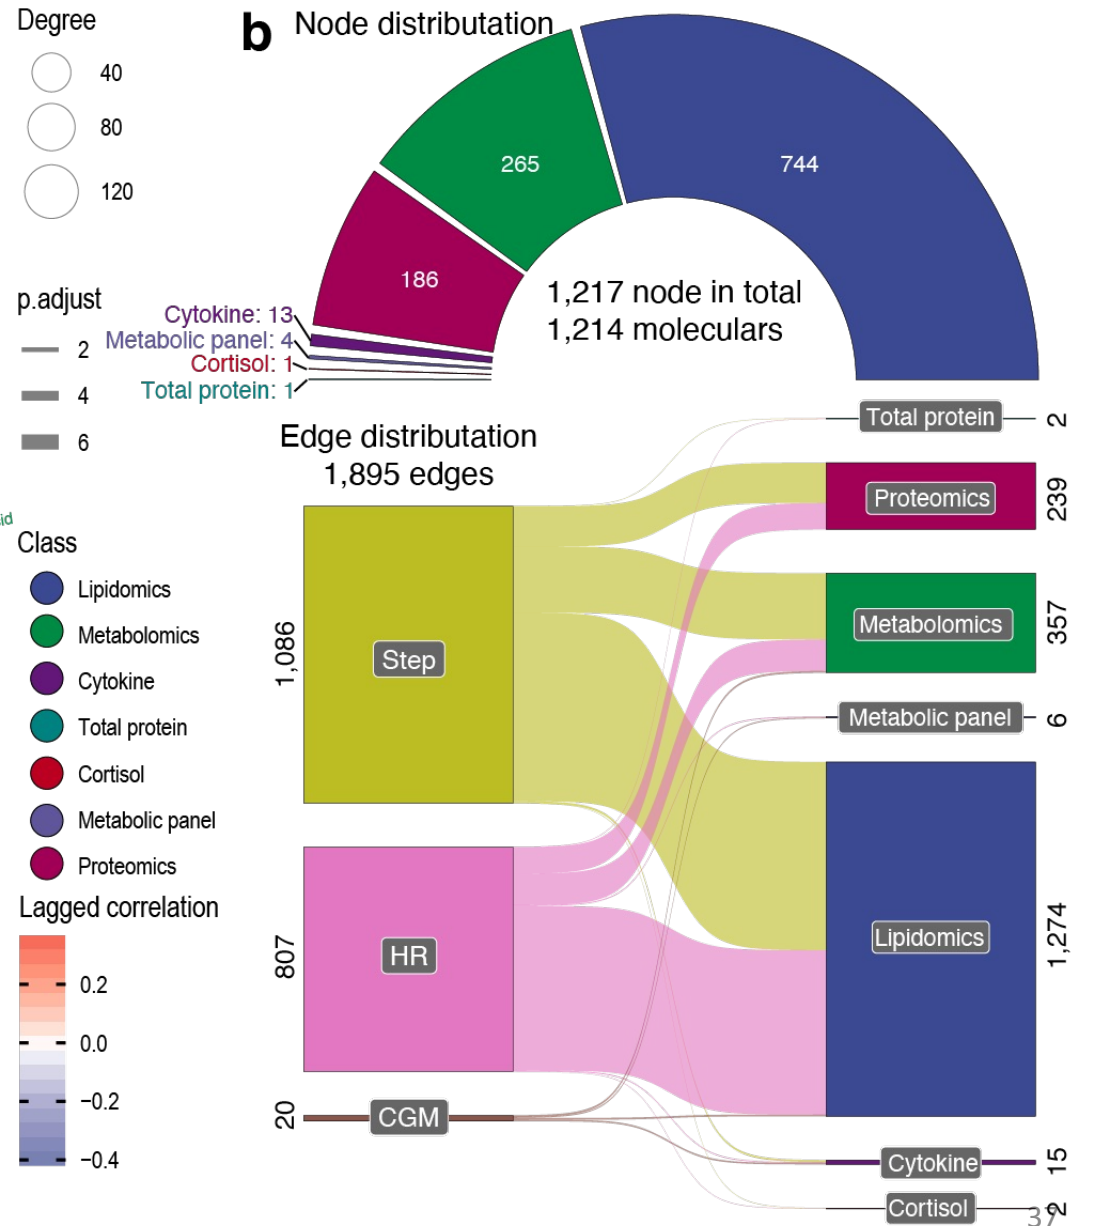 Degree
40
80
120
p.adjust
2
4
6
id
Class
Lipidomics
Metabolomics
Cytokine
Total protein
Cortisol
Metabolic panel
Proteomics
Lagged correlation
0.2
0.0
−0.2
−0.4
b Node distributation
744
265
186
Cytokine: 13
Metabolic panel: 4
Cortisol: 1
Total protein: 1
1,217 node in total
1,214 moleculars
Edge distributation
1,895 edges
1,086
Step
807
HR
20
CGM
Total protein
2
Proteomics
239
Metabolomics
357
Metabolic panel
6
Lipidomics
1,274
Cytokine
15
Cortisol
2
37